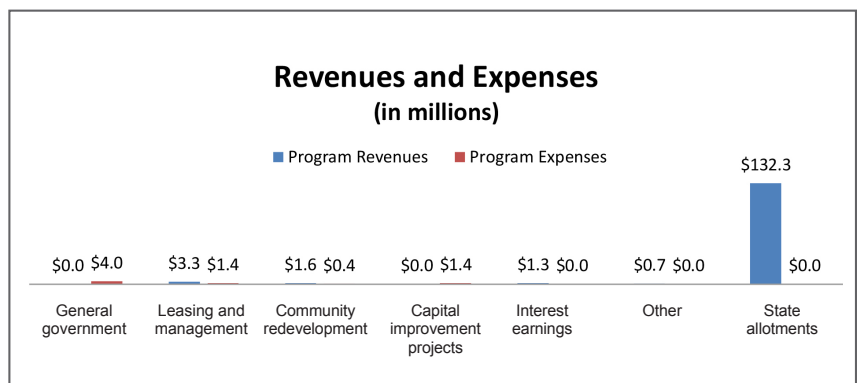 Revenues and Expenses
(in millions)
Program Revenues Program Expenses
$132.3
$0.0 $4.0 $3.3 $1.4 $1.6 $0.4 $0.0 $1.4 $1.3 $0.0 $0.7 $0.0 $0.0
General government
Leasing and management
Community redevelopment
Capital improvement projects
Interest earnings
Other
State allotments